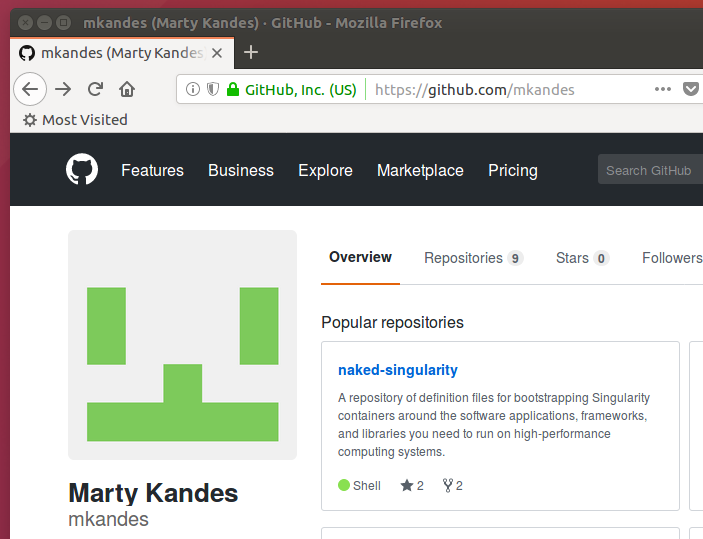 mkandes (Marty Kandes) · GitHub - Mozilla Firefox
mkandes (Marty Kandes
GitHub, Inc. (US)
https://github.com/mkandes
Most Visited
Features Business Explore Marketplace Pricing
Search GitHub
Overview Repositories 9 Stars 0 Followers
Popular repositories
naked-singularity
A repository of definition files for bootstrapping Singularity
containers around the software applications, frameworks,
and libraries you need to run on high-performance
computing systems.
Shell 2 2
Marty Kandes
mkandes